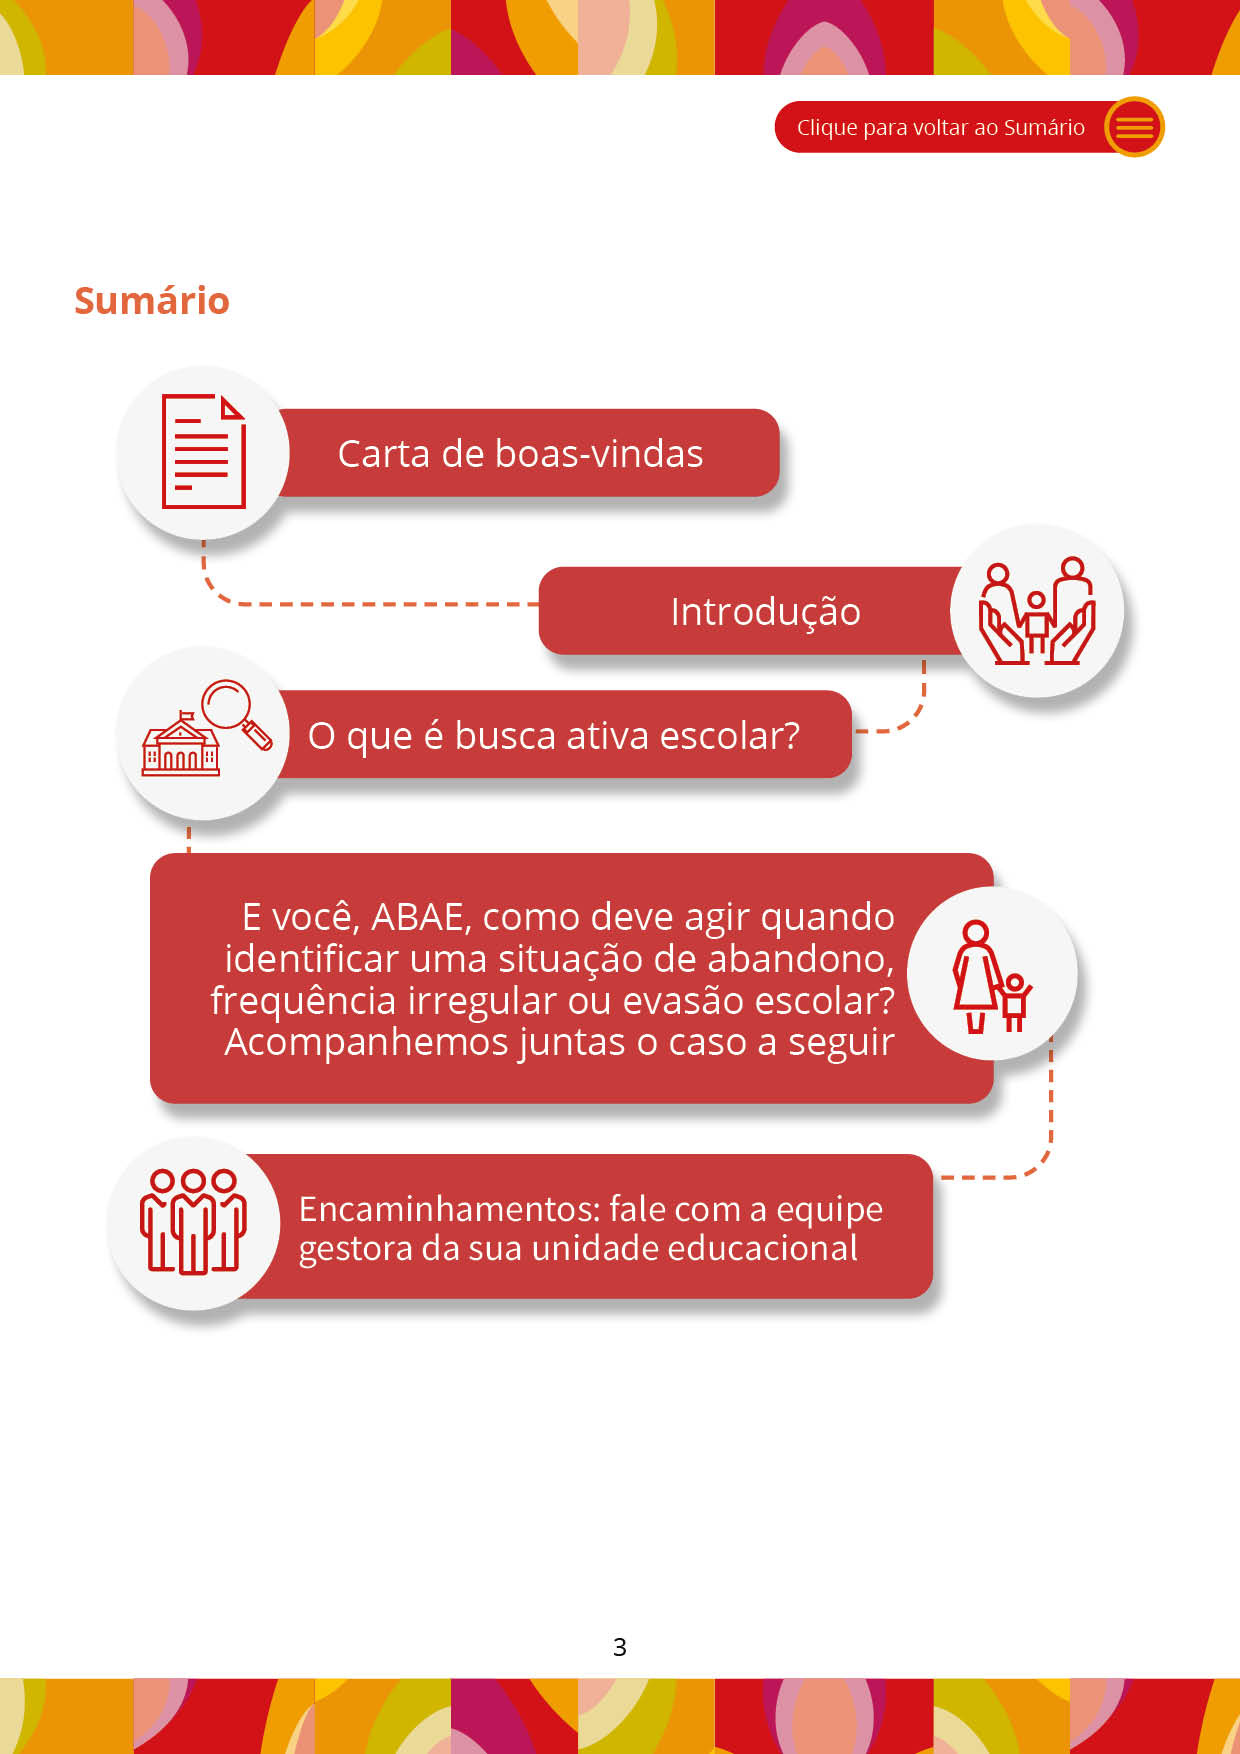 Clique para voltar ao Sumário
Sumário
Carta de boas-vindas
Introdução
O que é busca ativa escolar?
E você, ABAE, como deve agir quando
identificar uma situação de abandono,
frequência irregular ou evasão escolar?
Acompanhemos juntas o caso a seguir
Encaminhamentos: fale com a equipe
gestora da sua unidade educacional
3